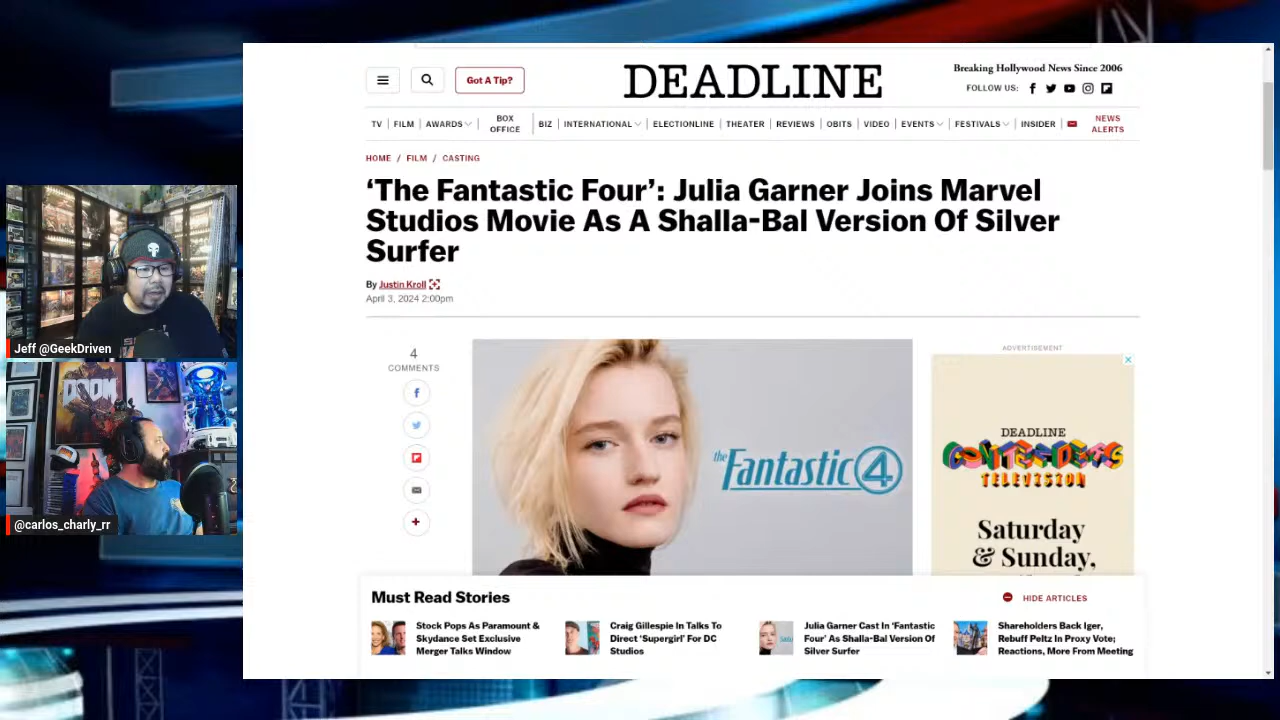 Got A Tip?
DEADLINE
Breaking Hollywood News Since 2006
FOLLOW US:
TV | FILM | AWARDS | BOX OFFICE | BIZ | INTERNATIONAL | ELECTIONLINE | THEATER | REVIEWS | OBITS | VIDEO | EVENTS | FESTIVALS | INSIDER | NEWS ALERTS
HOME / FILM / CASTING
‘The Fantastic Four’: Julia Garner Joins Marvel
Studios Movie As A Shalla-Bal Version Of Silver
Surfer
By Justin Kroll
April 3, 2024 2:00pm
4
COMMENTS
the Fantastic 4
ADVERTISEMENT
DEADLINE
CONTENDERS
TELEVISION
Saturday
& Sunday,
DOOM
Jeff @GeekDriven
@carlos_charly_rr
Must Read Stories
HIDE ARTICLES
Stock Pops As Paramount &
Skydance Set Exclusive
Merger Talks Window
Craig Gillespie In Talks To
Direct ‘Supergirl’ For DC
Studios
Julia Garner Cast In ‘Fantastic
Four’ As Shalla-Bal Version Of
Silver Surfer
Shareholders Back Iger,
Rebuff Peltz In Proxy Vote;
Reactions, More From Meeting